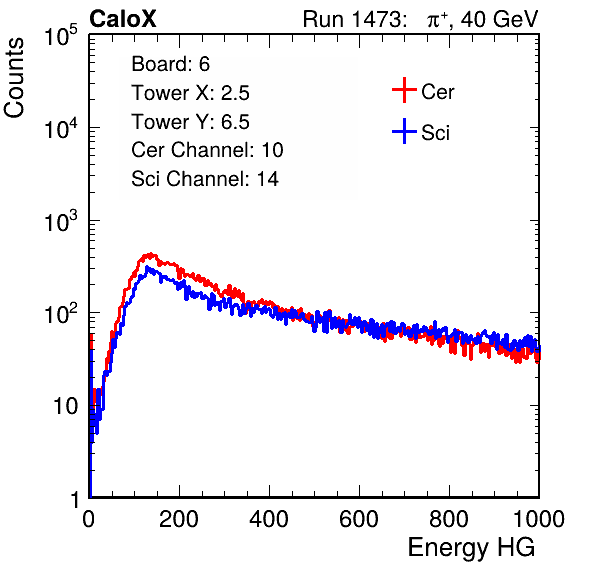 CaloX Run 1473: π⁺, 40 GeV
Counts
10⁵
10⁴
10³
10²
10
1
Board: 6
Tower X: 2.5
Tower Y: 6.5
Cer Channel: 10
Sci Channel: 14
Cer
Sci
0 200 400 600 800 1000
Energy HG